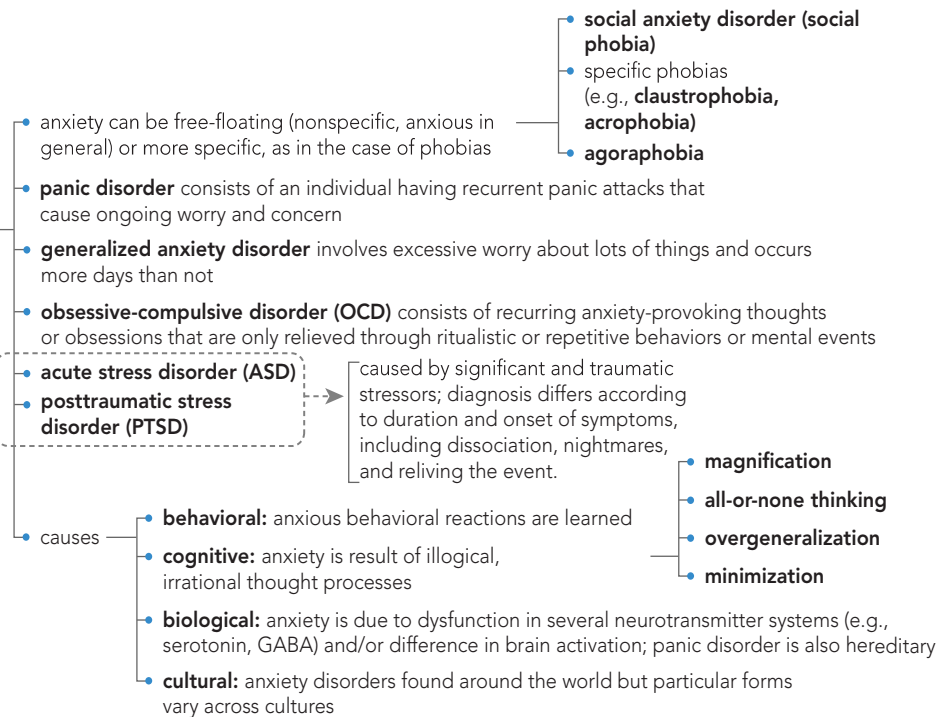 social anxiety disorder (social
phobia)
specific phobias
(e.g., claustrophobia,
acrophobia)
agoraphobia
anxiety can be free-floating (nonspecific, anxious in
general) or more specific, as in the case of phobias
panic disorder consists of an individual having recurrent panic attacks that
cause ongoing worry and concern
generalized anxiety disorder involves excessive worry about lots of things and occurs
more days than not
obsessive-compulsive disorder (OCD) consists of recurring anxiety-provoking thoughts
or obsessions that are only relieved through ritualistic or repetitive behaviors or mental events
acute stress disorder (ASD)
posttraumatic stress
disorder (PTSD)
caused by significant and traumatic
stressors; diagnosis differs according
to duration and onset of symptoms,
including dissociation, nightmares,
and reliving the event.
causes
behavioral: anxious behavioral reactions are learned
cognitive: anxiety is result of illogical,
irrational thought processes
magnification
all-or-none thinking
overgeneralization
minimization
biological: anxiety is due to dysfunction in several neurotransmitter systems (e.g.,
serotonin, GABA) and/or difference in brain activation; panic disorder is also hereditary
cultural: anxiety disorders found around the world but particular forms
vary across cultures